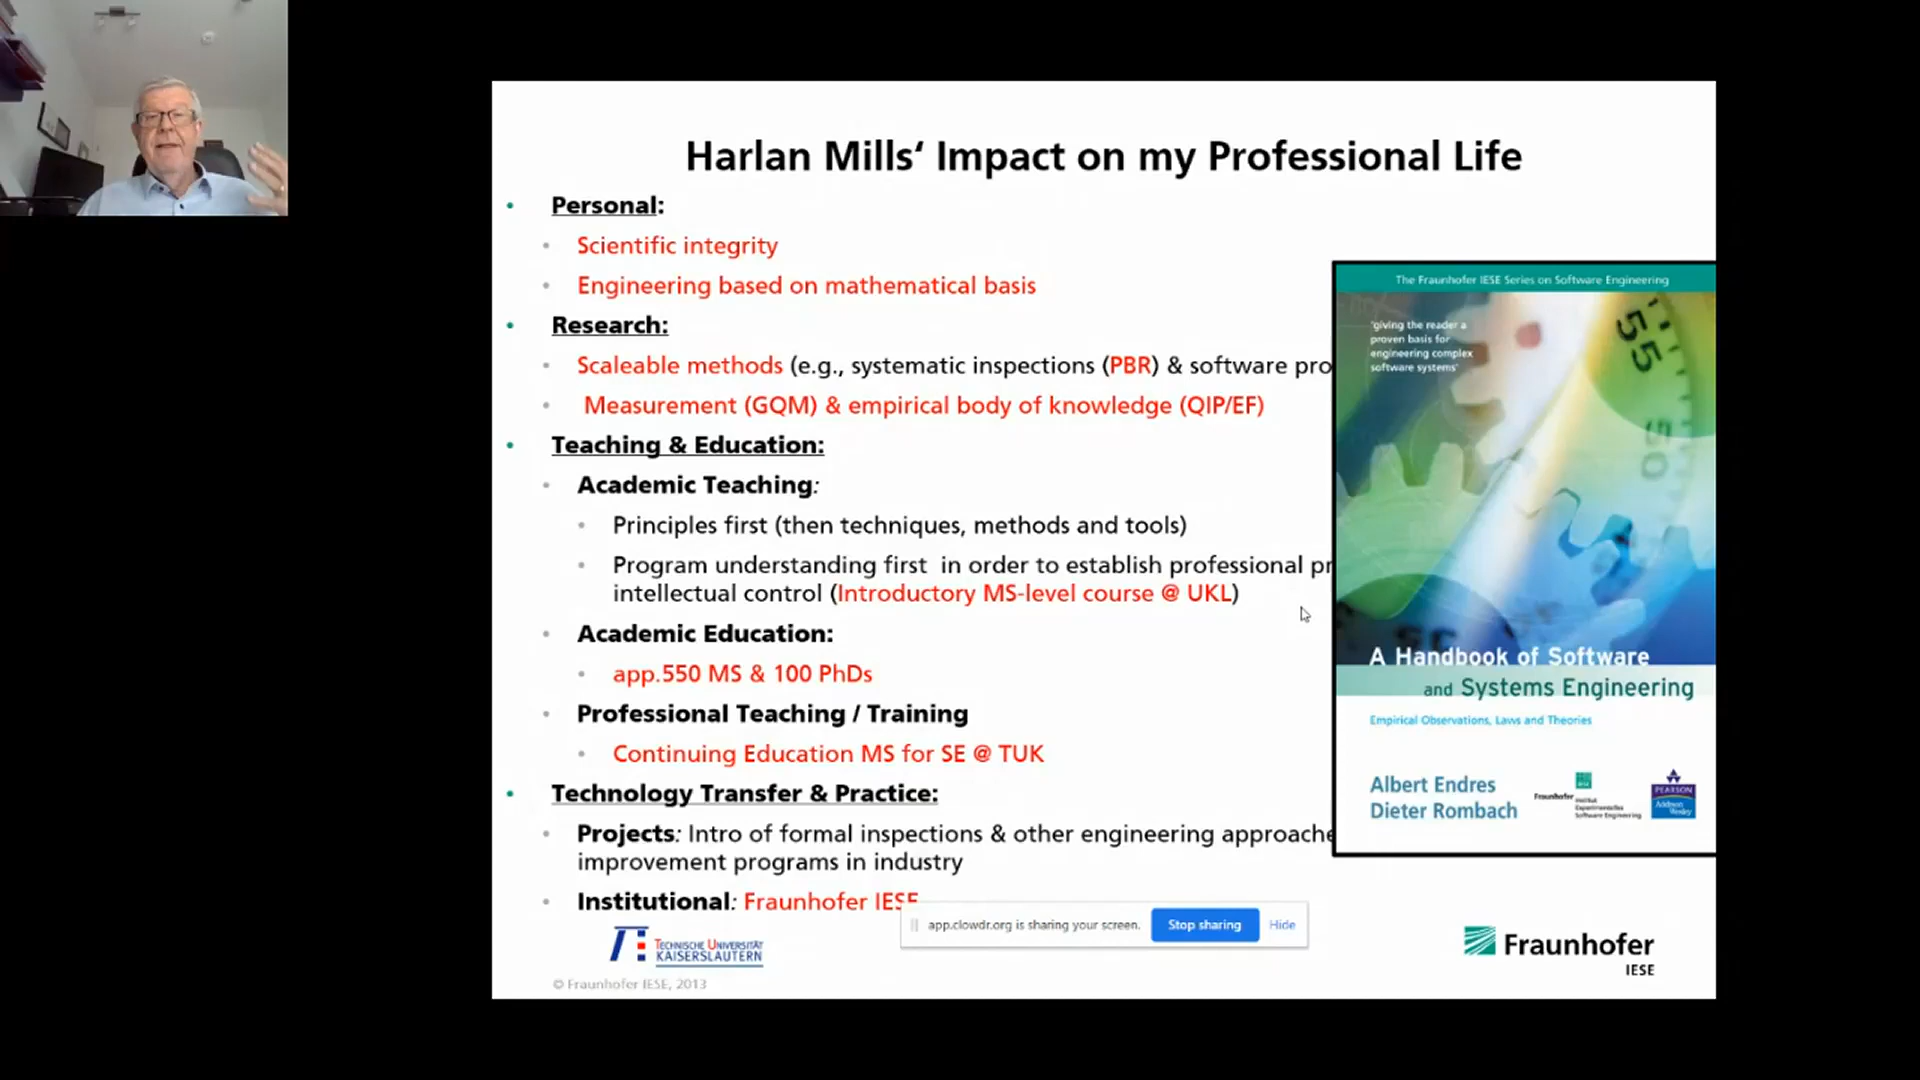 Harlan Mills‘ Impact on my Professional Life
• Personal:
• Scientific integrity
• Engineering based on mathematical basis
• Research:
• Scaleable methods (e.g., systematic inspections (PBR) & software pro
• Measurement (GQM) & empirical body of knowledge (QIP/EF)
• Teaching & Education:
• Academic Teaching:
• Principles first (then techniques, methods and tools)
• Program understanding first in order to establish professional pr
intellectual control (Introductory MS-level course @ UKL)
• Academic Education:
• app.550 MS & 100 PhDs
• Professional Teaching / Training
• Continuing Education MS for SE @ TUK
• Technology Transfer & Practice:
• Projects: Intro of formal inspections & other engineering approache
improvement programs in industry
• Institutional: Fraunhofer IESE
The Fraunhofer IESE Series on Software Engineering
'giving the reader a
proven basis for
engineering complex
software systems'
55
50
A Handbook of Software
and Systems Engineering
Empirical Observations, Laws and Theories
Albert Endres
Dieter Rombach
Fraunhofer
Institut
Experimentelles
Software Engineering
PEARSON
Addison
Wesley
app.clowdr.org is sharing your screen.
Stop sharing
Hide
TECHNISCHE UNIVERSITÄT
KAISERSLAUTERN
© Fraunhofer IESE, 2013
Fraunhofer
IESE